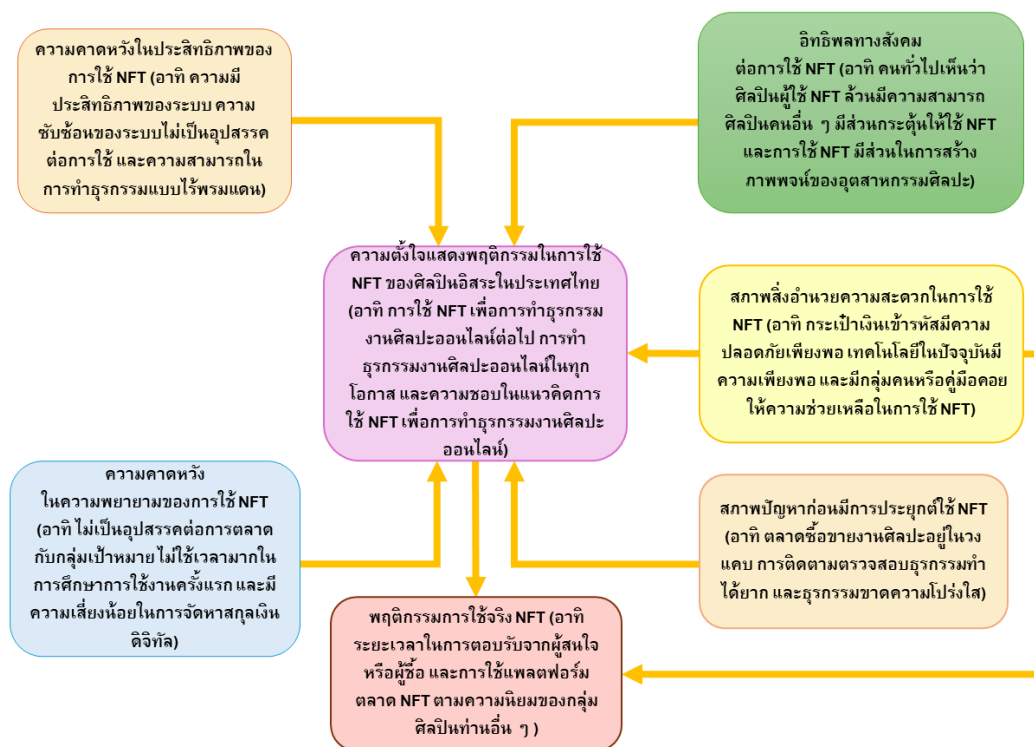 ความคาดหวังในประสิทธิภาพของ
การใช้ NFT (อาทิ ความมี
ประสิทธิภาพของระบบ ความ
ซับซ้อนของระบบไม่เป็นอุปสรรค
ต่อการใช้ และความสามารถใน
การทำธุรกรรมแบบไร้พรมแดน)
อิทธิพลทางสังคม
ต่อการใช้ NFT (อาทิ คนทั่วไปเห็นว่า
ศิลปินผู้ใช้ NFT ล้วนมีความสามารถ
ศิลปินคนอื่น ๆ มีส่วนกระตุ้นให้ใช้ NFT
และการใช้ NFT มีส่วนในการสร้าง
ภาพพจน์ของอุตสาหกรรมศิลปะ)
ความตั้งใจแสดงพฤติกรรมในการใช้
NFT ของศิลปินอิสระในประเทศไทย
(อาทิ การใช้ NFT เพื่อการทำธุรกรรม
งานศิลปะออนไลน์ต่อไป การทำ
ธุรกรรมงานศิลปะออนไลน์ในทุก
โอกาส และความชอบในแนวคิดการ
ใช้ NFT เพื่อการทำธุรกรรมงานศิลปะ
ออนไลน์)
สภาพสิ่งอำนวยความสะดวกในการใช้
NFT (อาทิ กระเป๋าเงินเข้ารหัสมีความ
ปลอดภัยเพียงพอ เทคโนโลยีในปัจจุบันมี
ความเพียงพอ และมีกลุ่มคนหรือคู่มือคอย
ให้ความช่วยเหลือในการใช้ NFT)
ความคาดหวัง
ในความพยายามของการใช้ NFT
(อาทิ ไม่เป็นอุปสรรคต่อการตลาด
กับกลุ่มเป้าหมาย ไม่ใช้เวลามากใน
การศึกษาการใช้งานครั้งแรก และมี
ความเสี่ยงน้อยในการจัดหาสกุลเงิน
ดิจิทัล)
สภาพปัญหาก่อนมีการประยุกต์ใช้ NFT
(อาทิ ตลาดซื้อขายงานศิลปะอยู่ในวง
แคบ การติดตามตรวจสอบธุรกรรมทำ
ได้ยาก และธุรกรรมขาดความโปร่งใส)
พฤติกรรมการใช้จริง NFT (อาทิ
ระยะเวลาในการตอบรับจากผู้สนใจ
หรือผู้ซื้อ และการใช้แพลตฟอร์ม
ตลาด NFT ตามความนิยมของกลุ่ม
ศิลปินท่านอื่น ๆ )